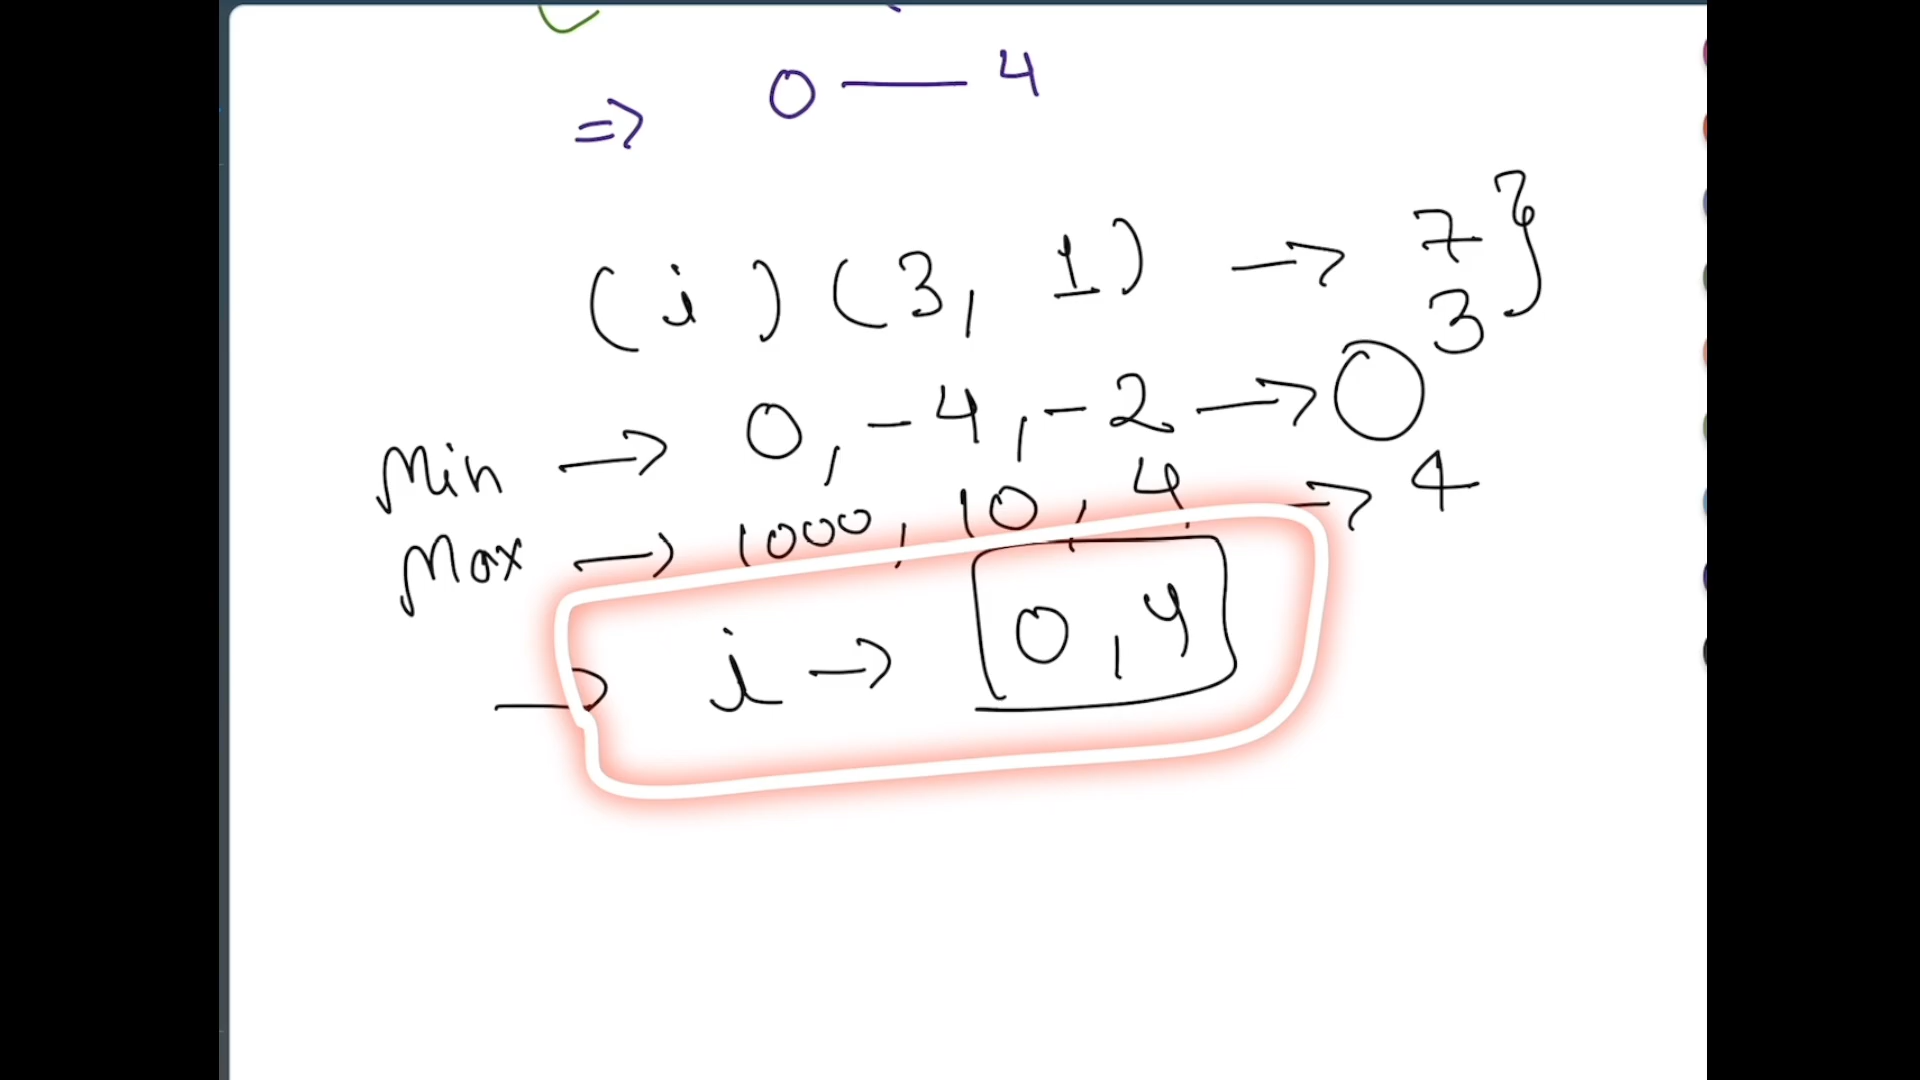 => 0 — 4
(i) (3, 1) → 7 }
3
Min → 0, -4, -2 → 0
Max → 1000, 10, 4 → 4
→ i → 0, 4